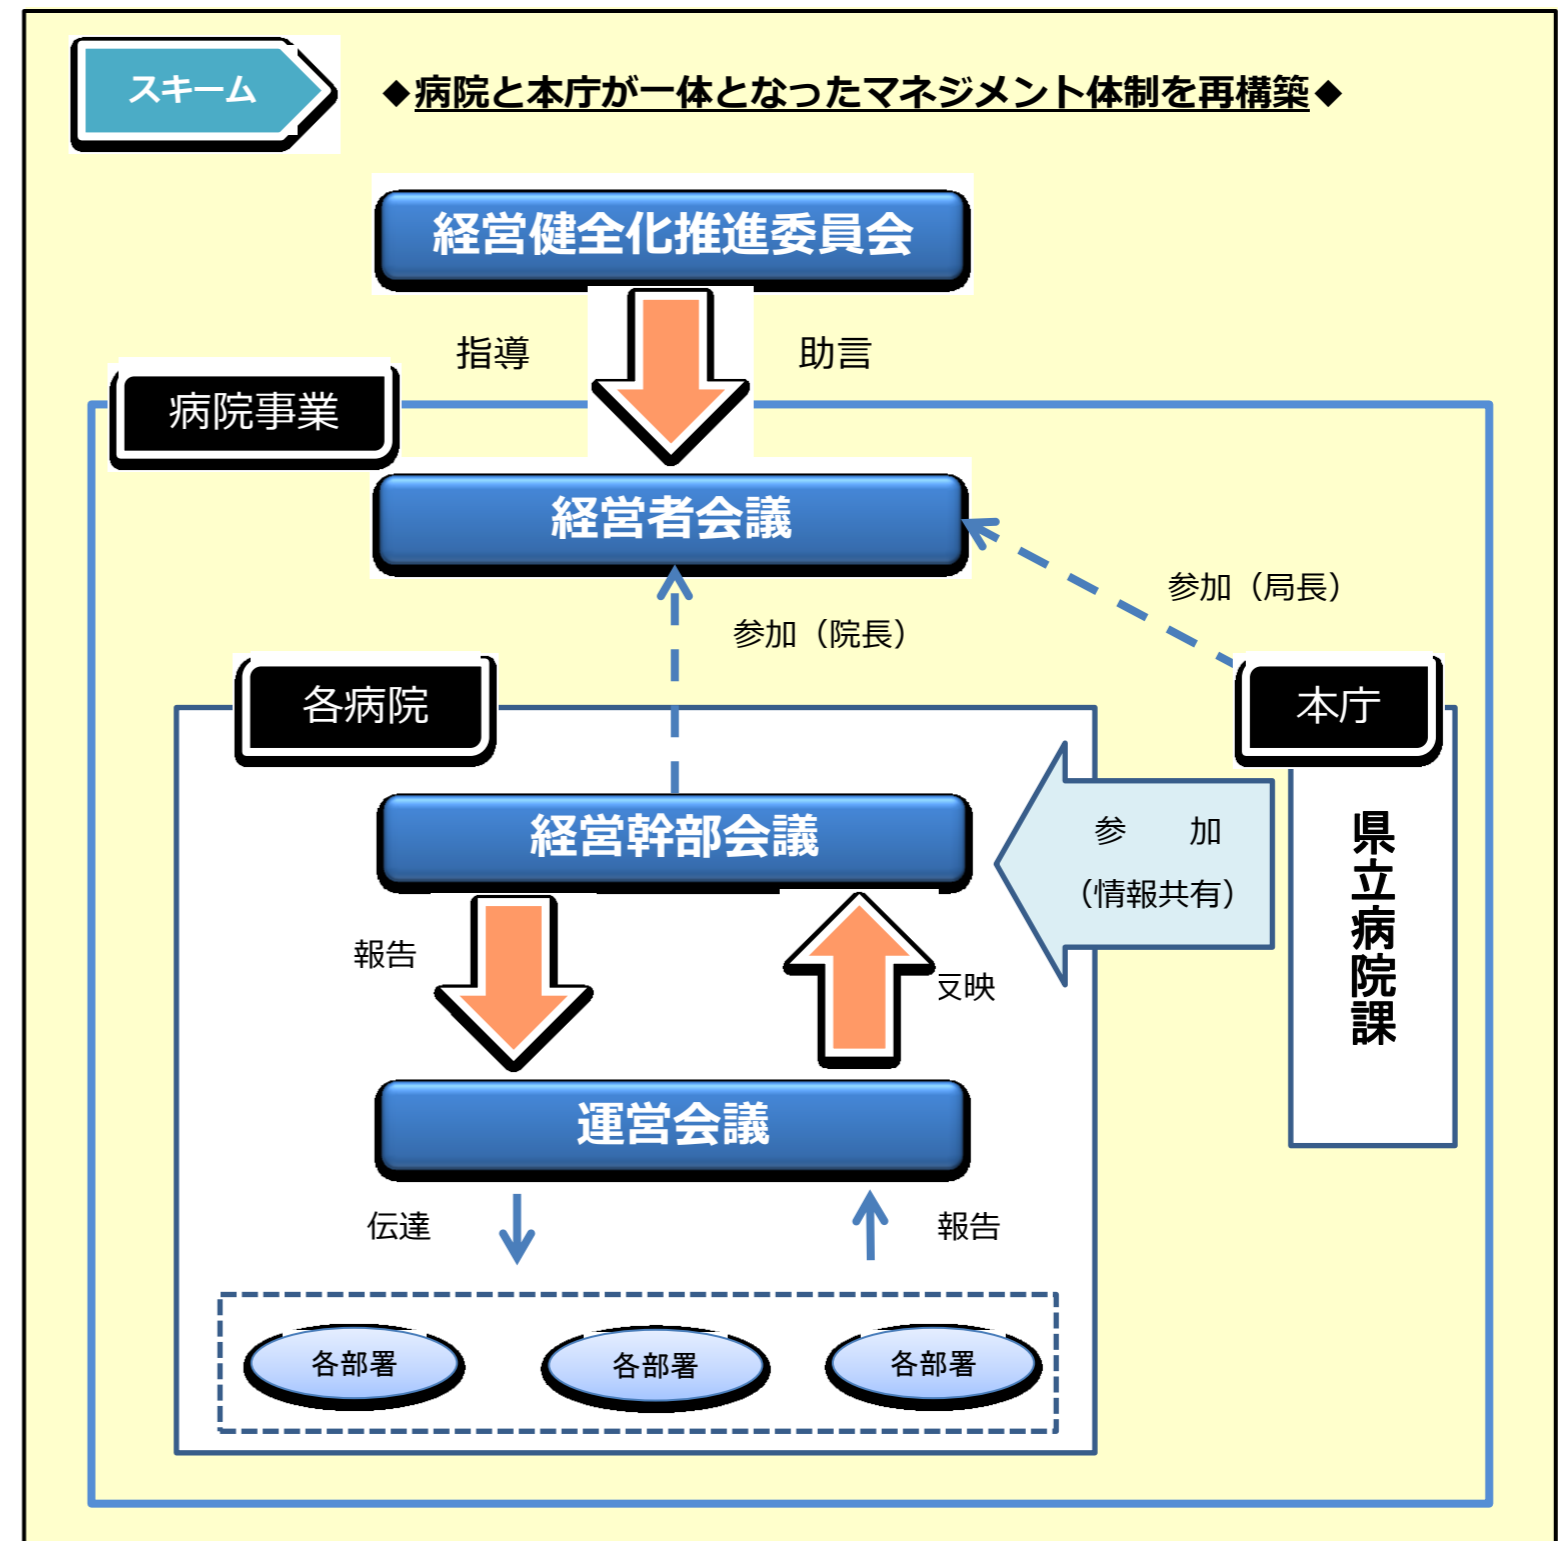 スキーム
◆病院と本庁が一体となったマネジメント体制を再構築◆
経営健全化推進委員会
指導
助言
病院事業
経営者会議
参加（局長）
参加（院長）
各病院
本庁
経営幹部会議
参　加
（情報共有）
県立病院課
報告
反映
運営会議
伝達
報告
各部署
各部署
各部署